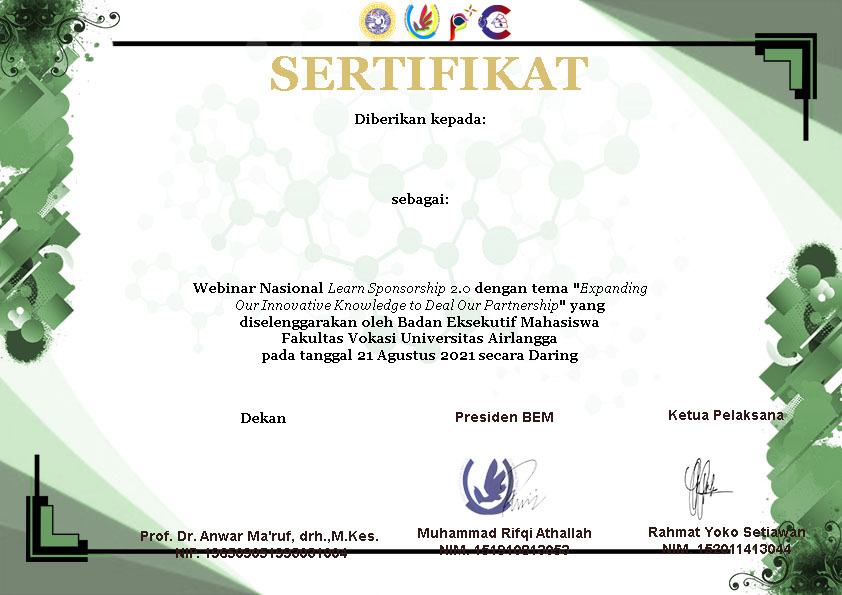 SERTIFIKAT
Diberikan kepada:
sebagai:
Webinar Nasional Learn Sponsorship 2.0 dengan tema "Expanding
Our Innovative Knowledge to Deal Our Partnership" yang
diselenggarakan oleh Badan Eksekutif Mahasiswa
Fakultas Vokasi Universitas Airlangga
pada tanggal 21 Agustus 2021 secara Daring
Dekan
Presiden BEM
Ketua Pelaksana
Prof. Dr. Anwar Ma'ruf, drh.,M.Kes.
Muhammad Rifqi Athallah
Rahmat Yoko Setiawan
NIP.
NIM.
NIM. 152011413044